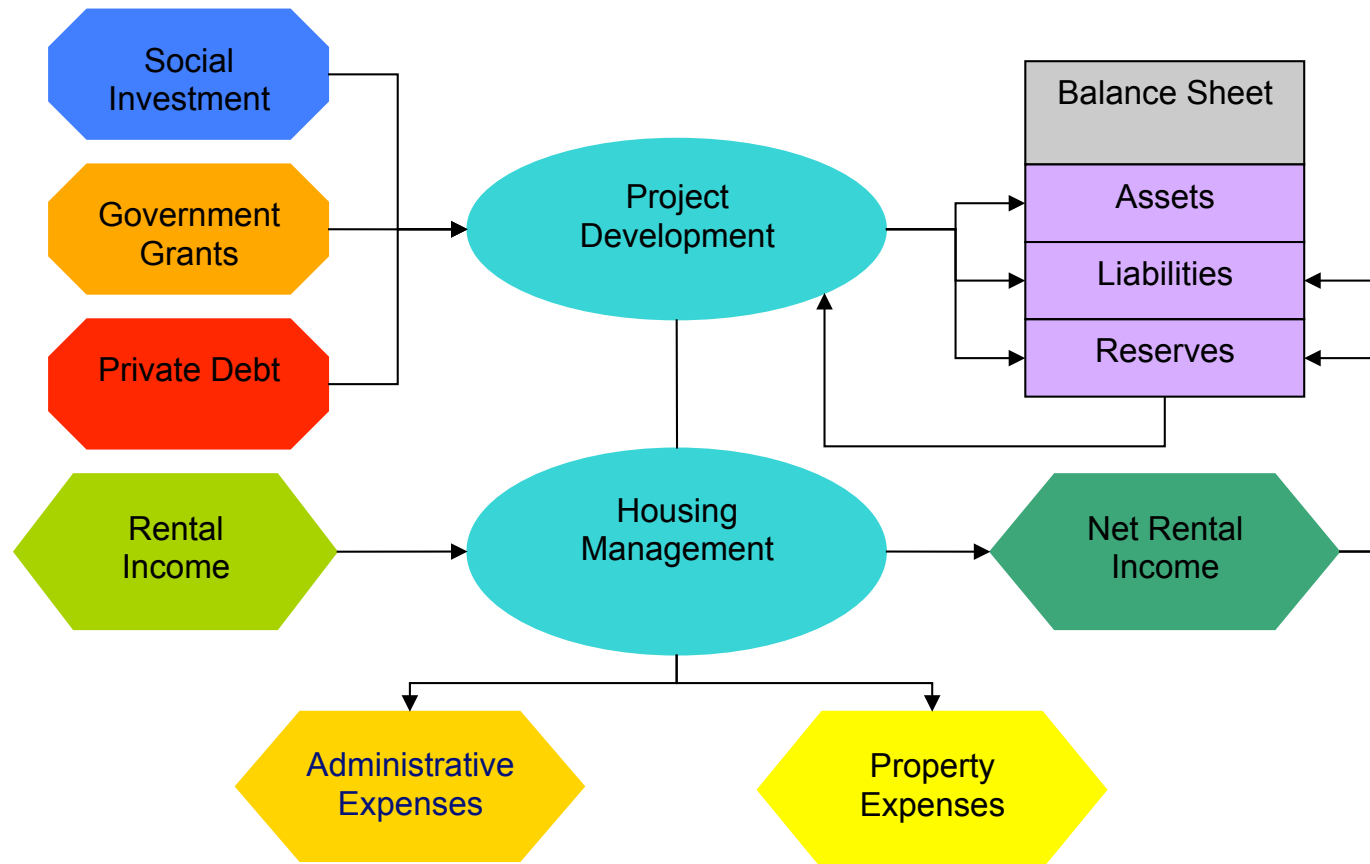 Social
Investment
Government
Grants
Private Debt
Project
Development
Balance Sheet
Assets
Liabilities
Reserves
Rental
Income
Housing
Management
Net Rental
Income
Administrative
Expenses
Property
Expenses